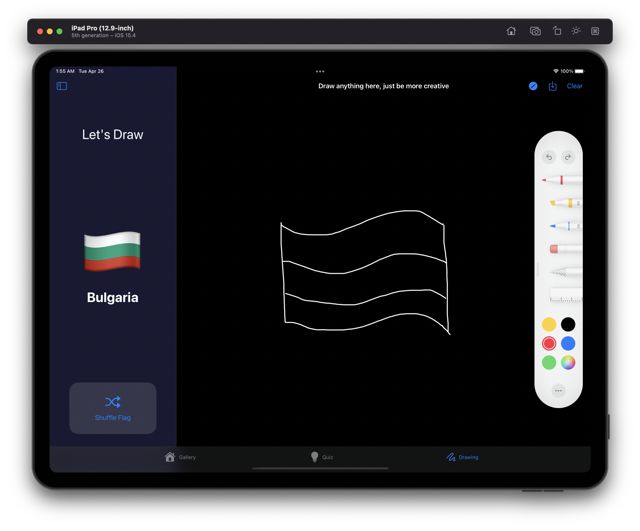 iPad Pro (12.9-inch)
5th generation – iOS 15.4
1:55 AM Tue Apr 26
100%
Draw anything here, just be more creative
Clear
Let's Draw
Bulgaria
Shuffle Flag
Gallery
Quiz
Drawing